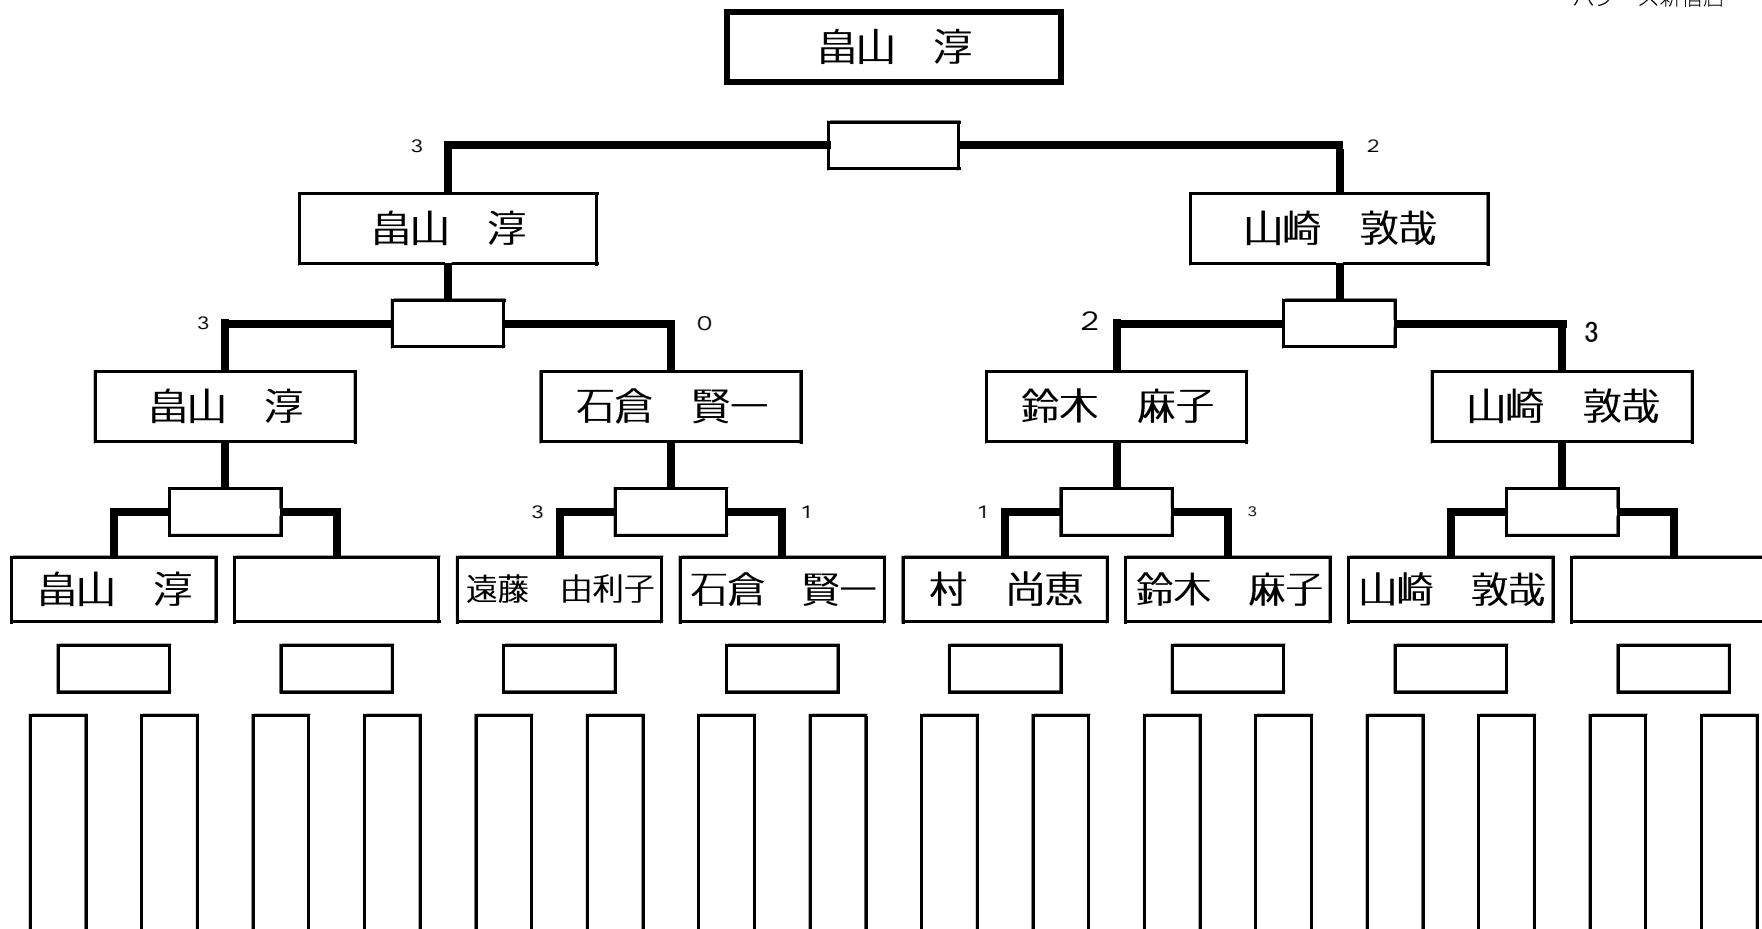 畠山　淳
3 2
畠山　淳 山崎　敦哉
3 0 2 3
畠山　淳 石倉　賢一 鈴木　麻子 山崎　敦哉
3 1 1 3
畠山　淳 遠藤　由利子 石倉　賢一 村　尚恵 鈴木　麻子 山崎　敦哉